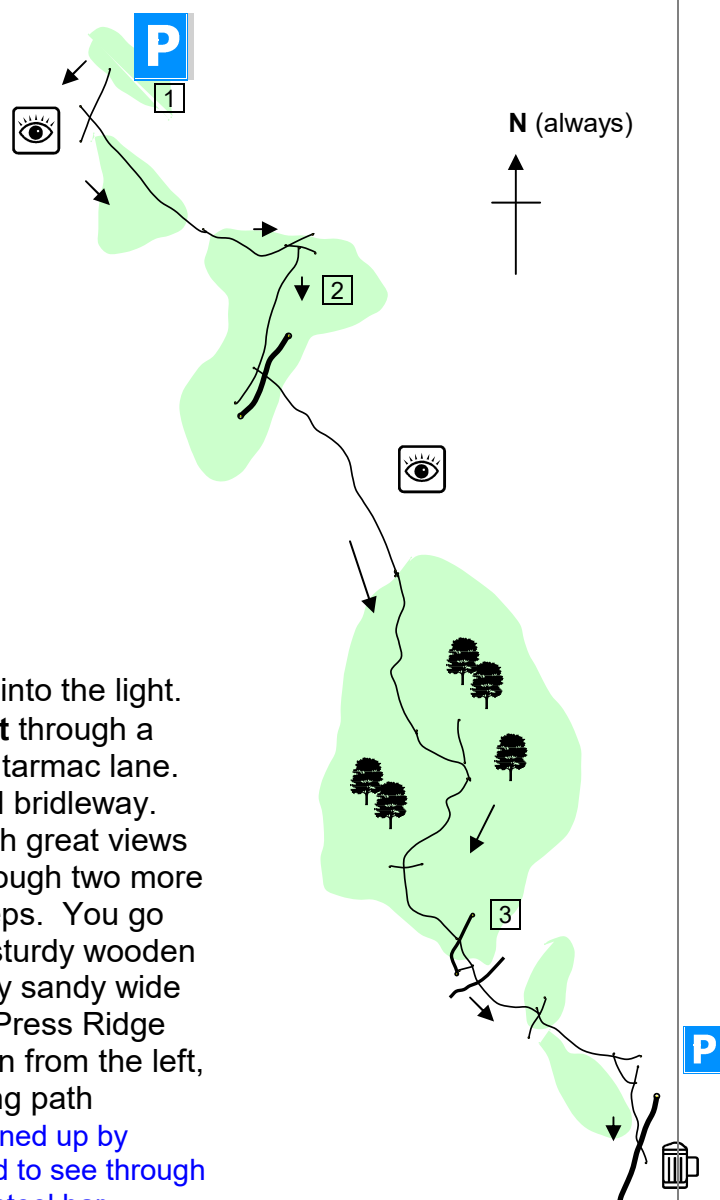 P
1
N (always)
2
into the light.
t through a
tarmac lane.
bridleway.
h great views
ough two more
ps. You go
sturdy wooden
y sandy wide
Press Ridge
n from the left,
ng path
ned up by
d to see through
3
P